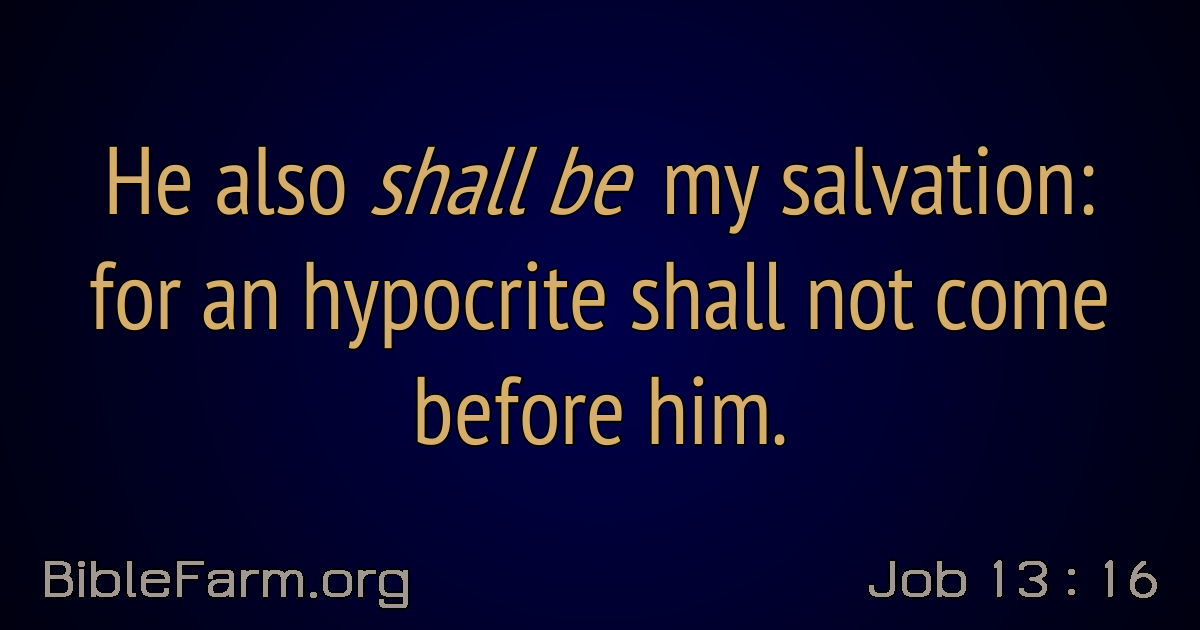 He also shall be my salvation:
for an hypocrite shall not come
before him.
BibleFarm.org
Job 13 : 16